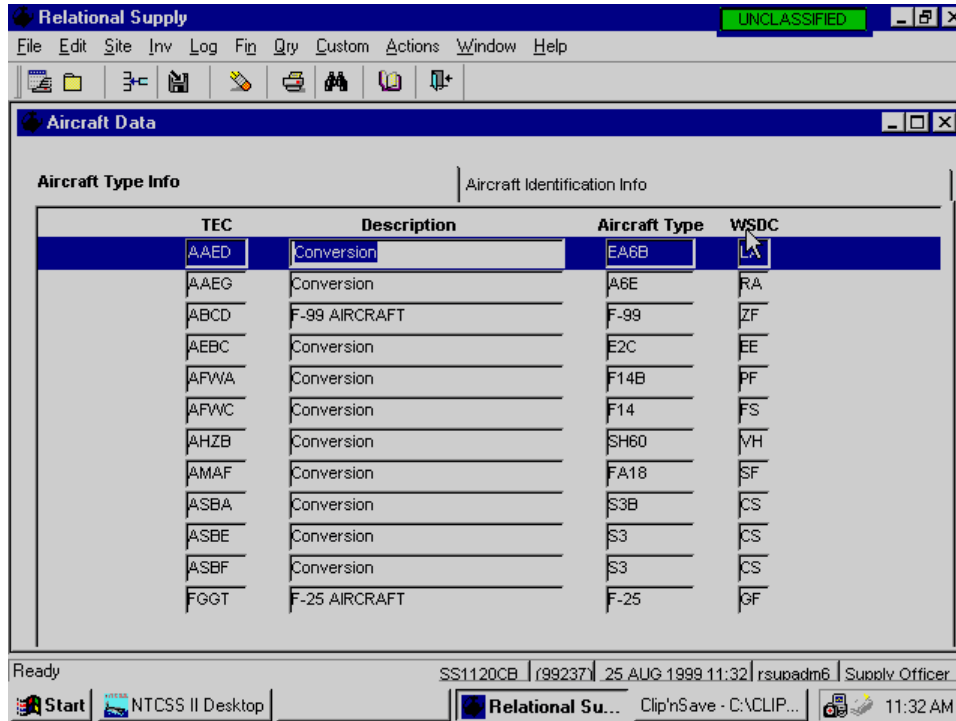 Relational Supply UNCLASSIFIED
File Edit Site Inv Log Fin Qry Custom Actions Window Help
Aircraft Data
Aircraft Type Info Aircraft Identification Info
TEC Description Aircraft Type WSDC
AAED Conversion EA6B
AAEG Conversion A6E RA
ABCD F-99 AIRCRAFT F-99 ZF
AEBC Conversion E2C EE
AFWA Conversion F14B PF
AFWC Conversion F14 FS
AHZB Conversion SH60 VH
AMAF Conversion FA18 SF
ASBA Conversion S3B CS
ASBE Conversion S3 CS
ASBF Conversion S3 CS
FGGT F-25 AIRCRAFT F-25 GF
Ready SS1120CB (99237) 25 AUG 1999 11:32 rsupadm6 Supply Officer
Start NTCSS II Desktop Relational Su... Clip'nSave - C:\CLIP... 11:32 AM